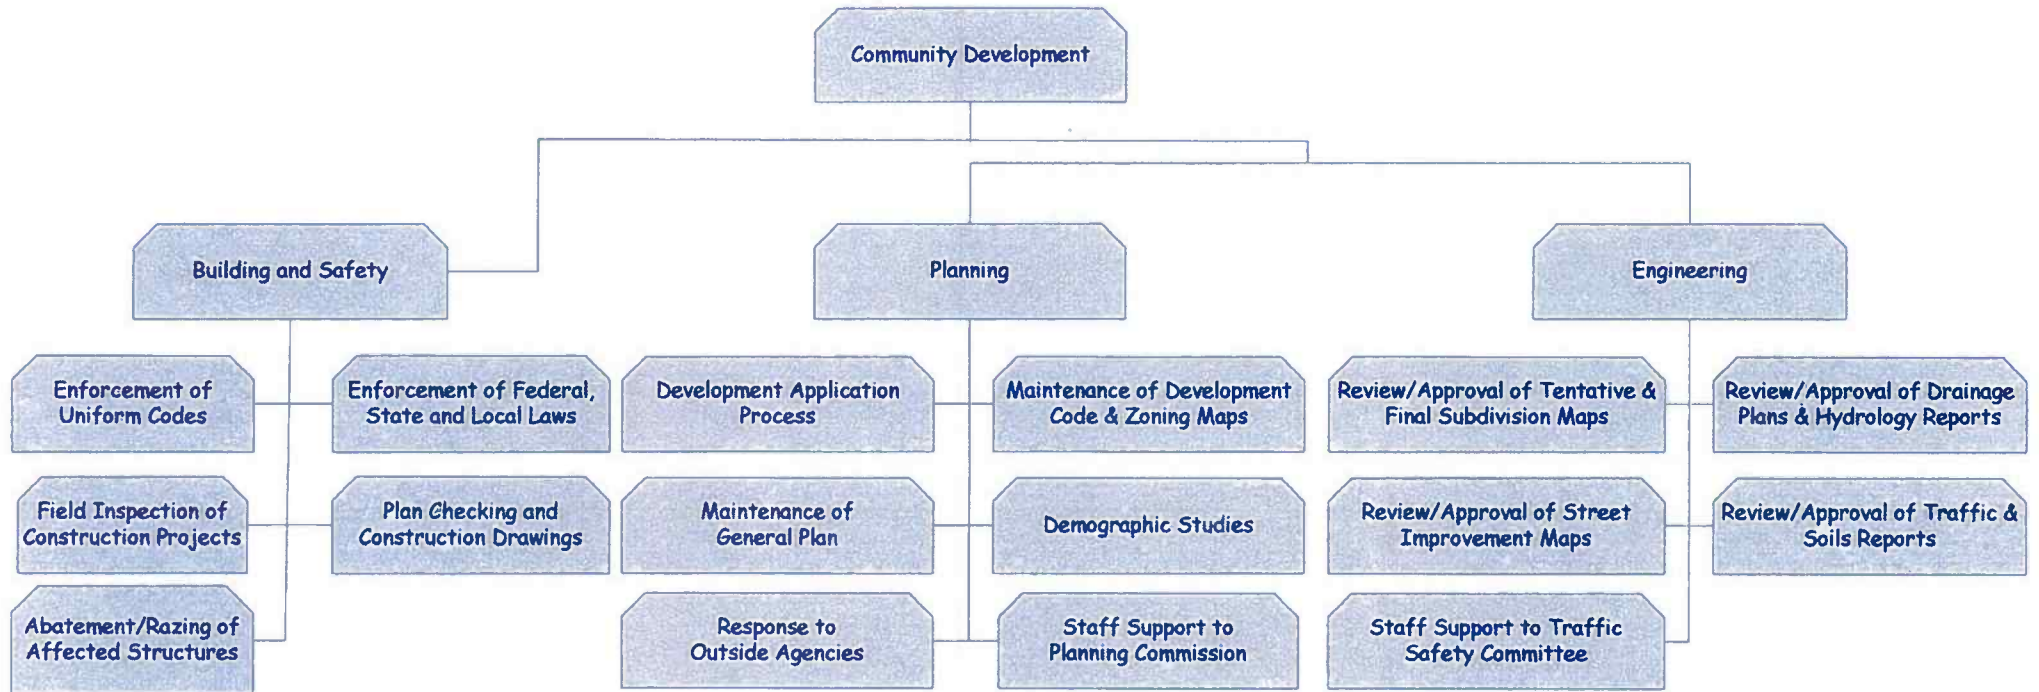 Community Development
Building and Safety
Planning
Engineering
Enforcement of
Uniform Codes
Enforcement of Federal,
State and Local Laws
Development Application
Process
Maintenance of Development
Code & Zoning Maps
Review/Approval of Tentative &
Final Subdivision Maps
Review/Approval of Drainage
Plans & Hydrology Reports
Field Inspection of
Construction Projects
Plan Checking and
Construction Drawings
Maintenance of
General Plan
Demographic Studies
Review/Approval of Street
Improvement Maps
Review/Approval of Traffic &
Soils Reports
Abatement/Razing of
Affected Structures
Response to
Outside Agencies
Staff Support to
Planning Commission
Staff Support to Traffic
Safety Committee